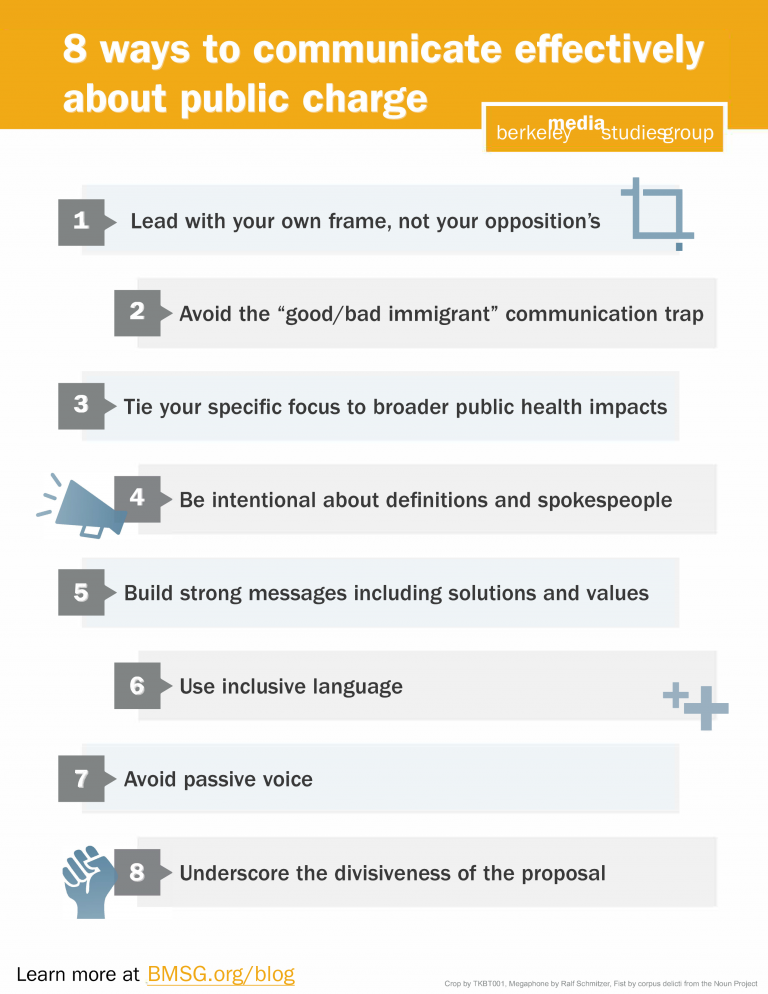 8 ways to communicate effectively
about public charge
berkeley media studies group
1 Lead with your own frame, not your opposition's
2 Avoid the “good/bad immigrant” communication trap
3 Tie your specific focus to broader public health impacts
4 Be intentional about definitions and spokespeople
5 Build strong messages including solutions and values
6 Use inclusive language
7 Avoid passive voice
8 Underscore the divisiveness of the proposal
Learn more at BMSG.org/blog
Crop by TKBT001, Megaphone by Ralf Schmitzer, Fist by corpus delicti from the Noun Project